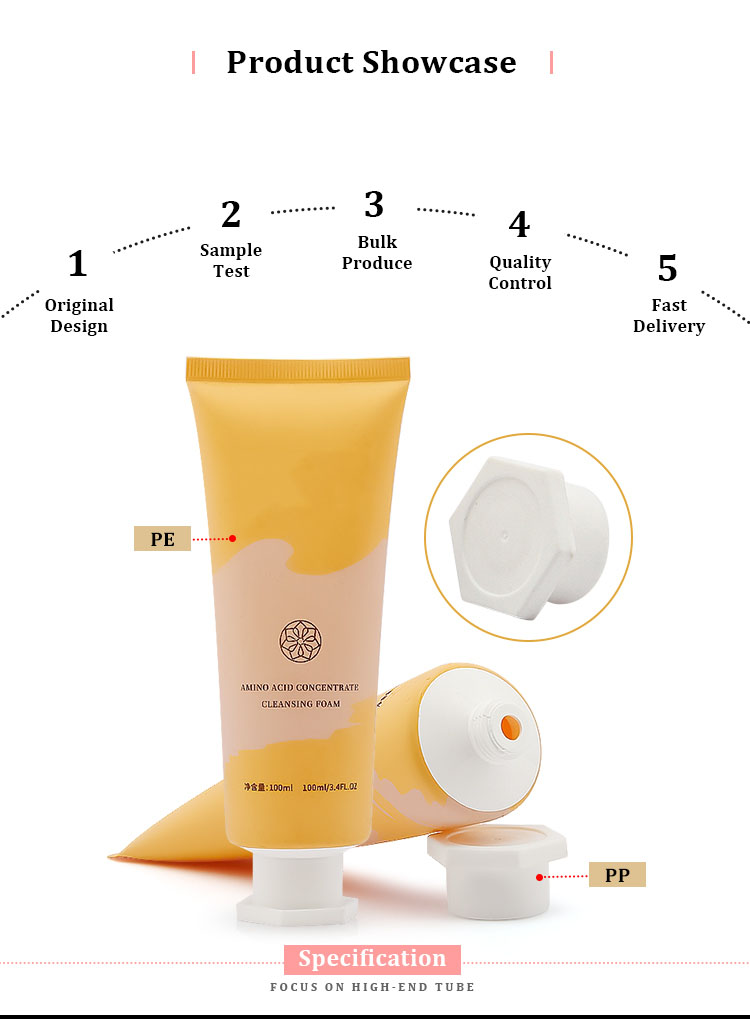 Product Showcase
1
Original
Design
2
Sample
Test
3
Bulk
Produce
4
Quality
Control
5
Fast
Delivery
PE
AMINO ACID CONCENTRATE
CLEANSING FOAM
净含量:100ml 100ml/3.4FL.OZ
PP
Specification
FOCUS ON HIGH-END TUBE